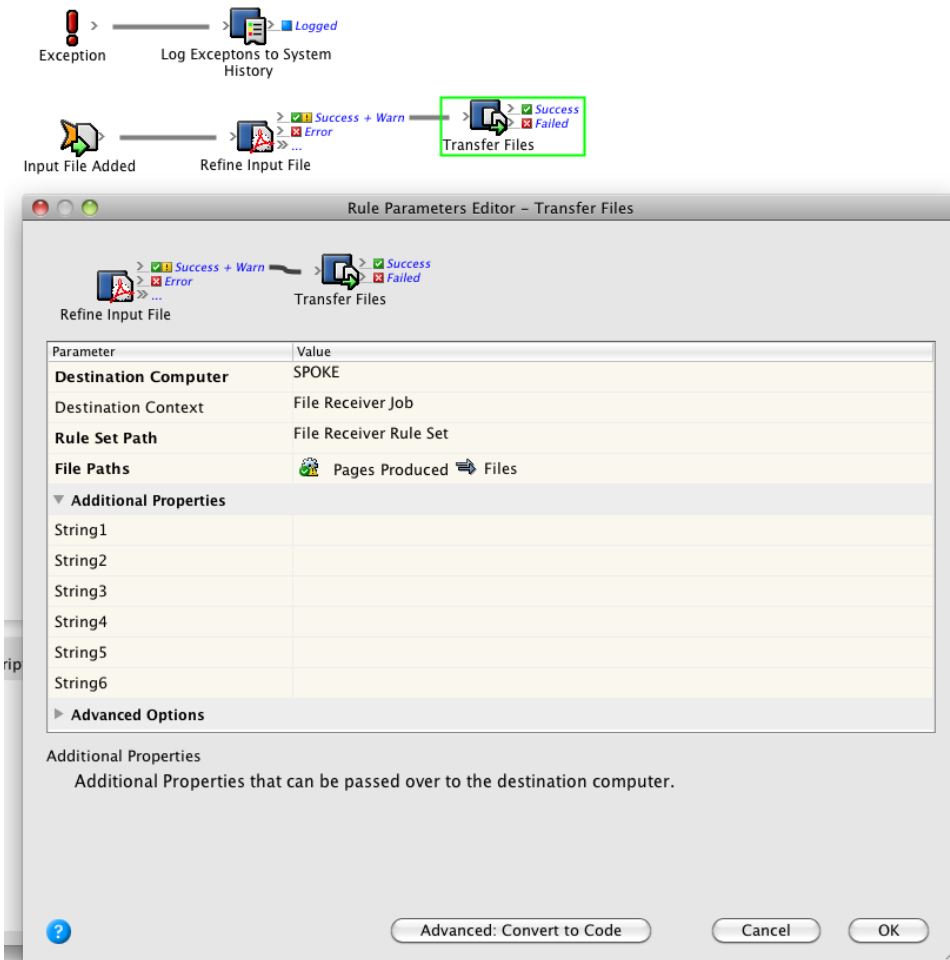 Logged
Exception
Log Exceptons to System
History
Success + Warn
Error
...
Success
Failed
Input File Added
Refine Input File
Transfer Files
Rule Parameters Editor – Transfer Files
Success + Warn
Error
...
Success
Failed
Refine Input File
Transfer Files
Parameter Value
Destination Computer SPOKE
Destination Context File Receiver Job
Rule Set Path File Receiver Rule Set
File Paths Pages Produced Files
Additional Properties
String1
String2
String3
String4
String5
String6
Advanced Options
rip
Additional Properties
Additional Properties that can be passed over to the destination computer.
? Advanced: Convert to Code Cancel OK